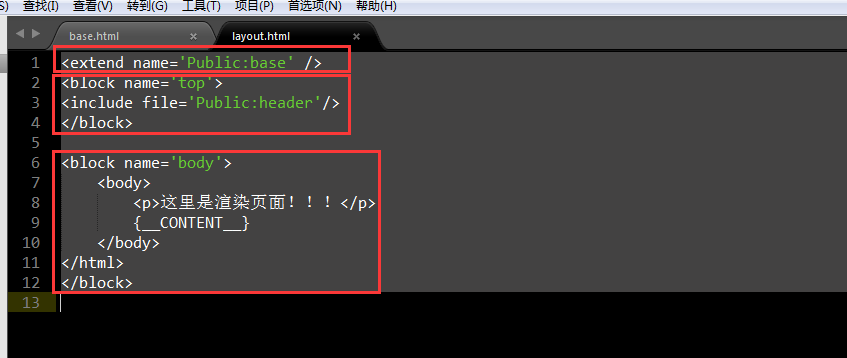 S) 查找(I) 查看(V) 转到(G) 工具(T) 项目(P) 首选项(N) 帮助(H)
base.html × layout.html ×
1 <extend name='Public:base' />
2 <block name='top'>
3 <include file='Public:header'/>
4 </block>
5
6 <block name='body'>
7 <body>
8 <p>这里是渲染页面！！！</p>
9 {__CONTENT__}
10 </body>
11 </html>
12 </block>
13